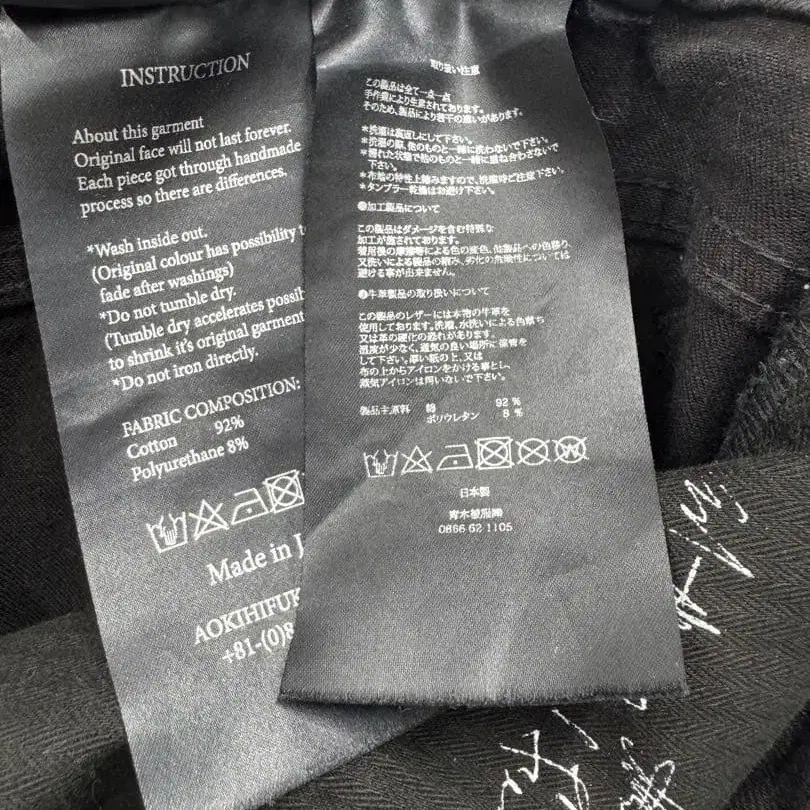 INSTRUCTION
About this garment
Original face will not last forever.
Each piece got through handmade
process so there are differences.
*Wash inside out.
(Original colour has possibility t
fade after washings)
*Do not tumble dry.
(Tumble dry accelerates possib
to shrink it's original garment
*Do not iron directly.
FABRIC COMPOSITION:
Cotton 92%
Polyurethane 8%
Made in J
AOKIHIFUK
+81-(0)8
取り扱い注意
この製品は全て一点一点
手作業により生産されております。
そのため、製品により若干の違いがあります。
*洗濯は裏返しにして下さい。
*洗濯の際、他のものと一緒に洗わないで下さい。
*濡れた状態で他のものと一緒に重ね合わさないで
下さい。
*布地の特性上縮みますので、洗濯時ご注意下さい。
*タンブラー乾燥はお避け下さい。
●加工製品について
この製品はダメージを含む特殊な
加工が施されております。
着用後の摩擦等による色の変色、他製品への色移り、
又洗いによる製品の縮み、劣化の危険性については
避ける事が出来ません。
●牛革製品の取り扱いについて
この製品のレザーには本物の牛革を
使用しております。洗濯、水洗いによる色落ち
又は革の硬化の恐れがあります。
湿度が少なく、通気の良い場所に保管を
して下さい。厚い紙の上、又は
布の上からアイロンをかける事とし、
蒸気アイロンは用いないで下さい。
製品主原料 綿 92 %
ポリウレタン 8 %
日本製
青木被服㈱
0866 62 1105